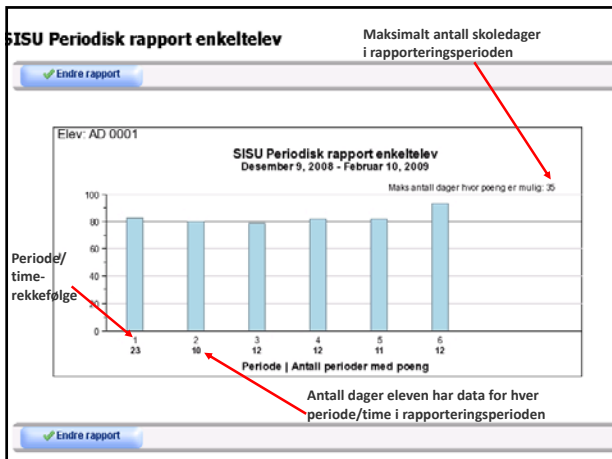 SISU Periodisk rapport enkeltelev
Maksimalt antall skoledager
i rapporteringsperioden
Endre rapport
Elev: AD 0001
SISU Periodisk rapport enkeltelev
Desember 9, 2008 - Februar 10, 2009
Maks antall dager hvor poeng er mulig: 35
100
80
60
40
20
0
Periode/
time-
rekkefølge
1 2 3 4 5 6
23 10 12 12 11 12
Periode | Antall perioder med poeng
Antall dager eleven har data for hver
periode/time i rapporteringsperioden
Endre rapport